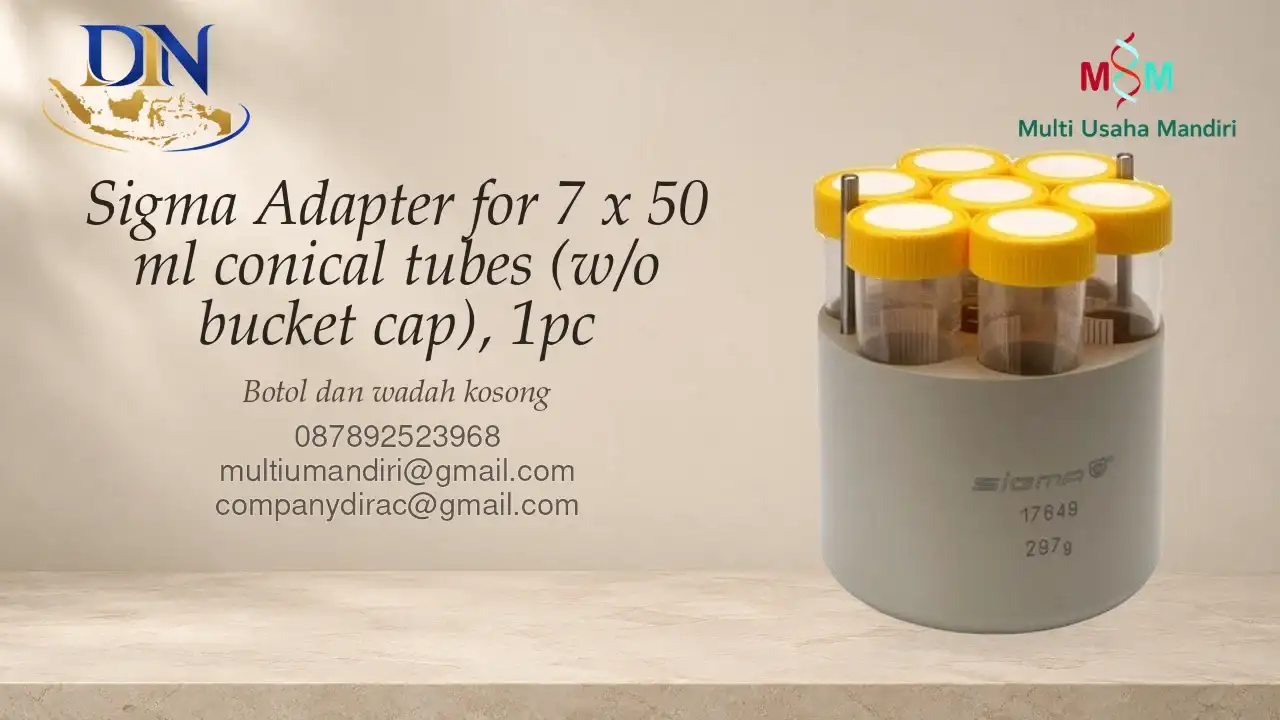 DIN
MSM
Multi Usaha Mandiri
Sigma Adapter for 7 x 50
ml conical tubes (w/o
bucket cap), 1pc
Botol dan wadah kosong
087892523968
multiumandiri@gmail.com
companydirac@gmail.com
sigma
17649
297g